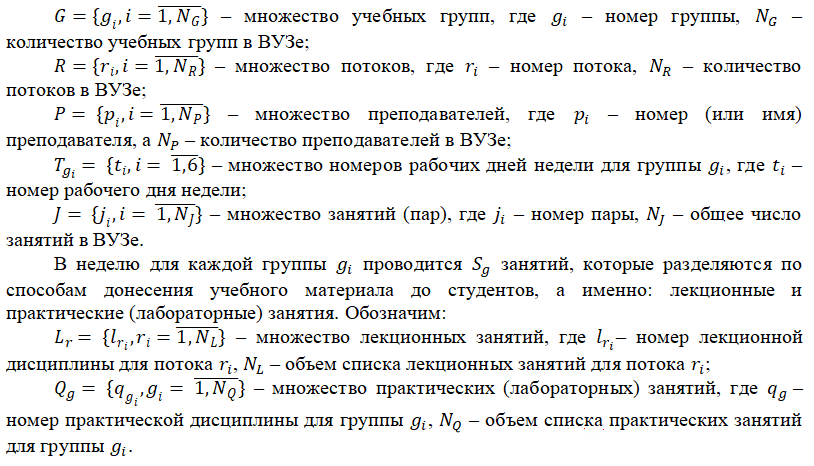 G = {g_i, i = \overline{1, N_G}} – множество учебных групп, где g_i – номер группы, N_G –
количество учебных групп в ВУЗе;
R = {r_i, i = \overline{1, N_R}} – множество потоков, где r_i – номер потока, N_R – количество
потоков в ВУЗе;
P = {p_i, i = \overline{1, N_P}} – множество преподавателей, где p_i – номер (или имя)
преподавателя, а N_P – количество преподавателей в ВУЗе;
T_{g_i} = {t_i, i = \overline{1,6}} – множество номеров рабочих дней недели для группы g_i, где t_i –
номер рабочего дня недели;
J = {j_i, i = \overline{1, N_J}} – множество занятий (пар), где j_i – номер пары, N_J – общее число
занятий в ВУЗе.
В неделю для каждой группы g_i проводится S_g занятий, которые разделяются по
способам донесения учебного материала до студентов, а именно: лекционные и
практические (лабораторные) занятия. Обозначим:
L_r = {l_{r_i}, r_i = \overline{1, N_L}} – множество лекционных занятий, где l_{r_i}– номер лекционной
дисциплины для потока r_i, N_L – объем списка лекционных занятий для потока r_i;
Q_g = {q_{g_i}, g_i = \overline{1, N_Q}} – множество практических (лабораторных) занятий, где q_g –
номер практической дисциплины для группы g_i, N_Q – объем списка практических занятий
для группы g_i.